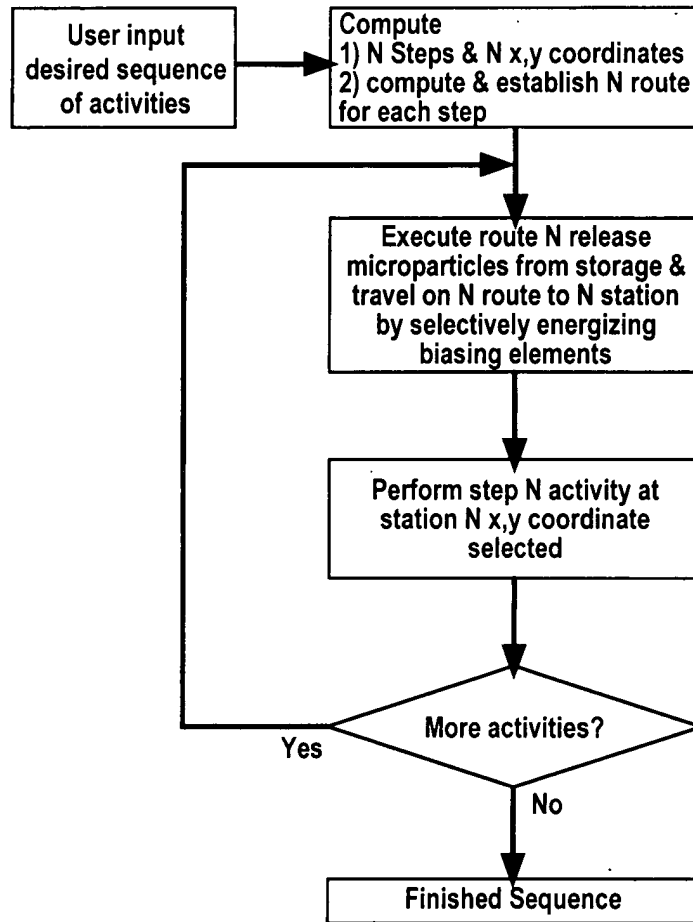 User input
desired sequence
of activities
Compute
1) N Steps & N x,y coordinates
2) compute & establish N route
for each step
Execute route N release
microparticles from storage &
travel on N route to N station
by selectively energizing
biasing elements
Perform step N activity at
station N x,y coordinate
selected
More activities?
Yes
No
Finished Sequence